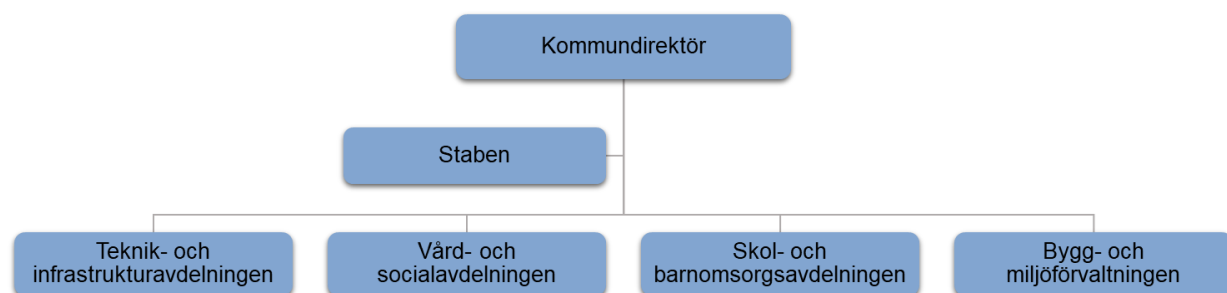 Kommundirektör
Staben
Teknik- och
infrastrukturavdelningen
Vård- och
socialavdelningen
Skol- och
barnomsorgsavdelningen
Bygg- och
miljöförvaltningen